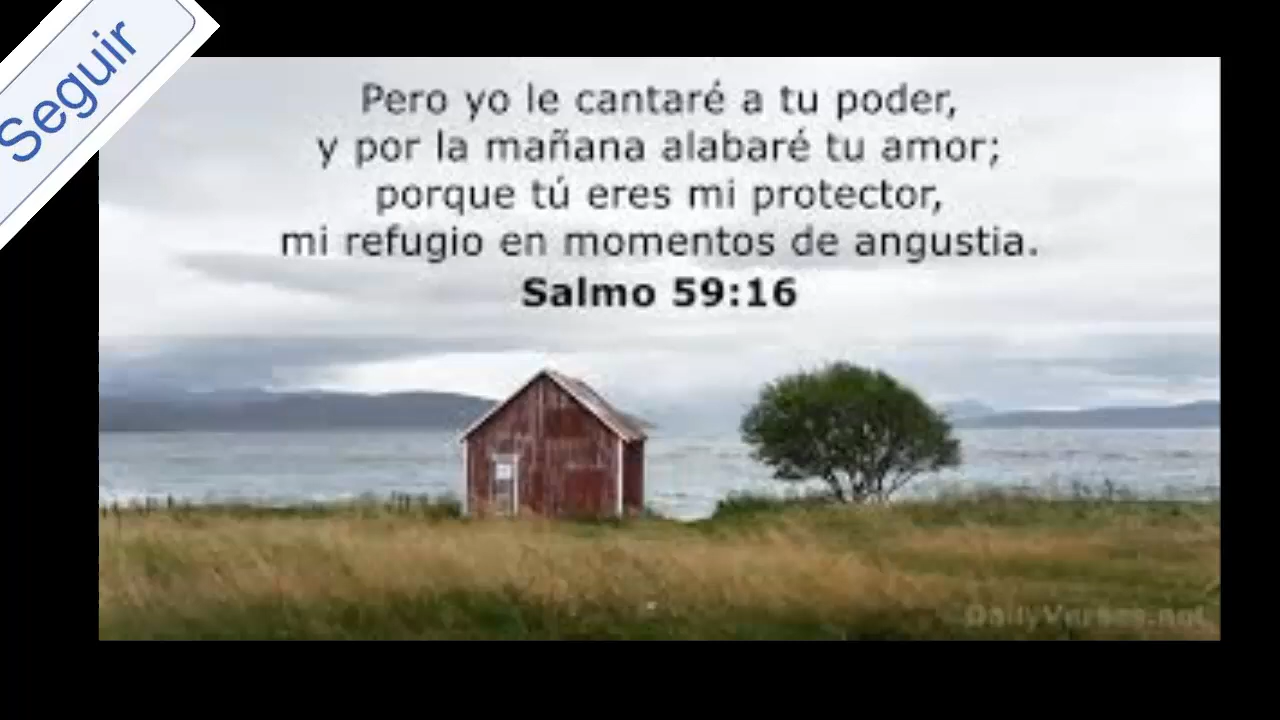 Seguir
Pero yo le cantaré a tu poder,
y por la mañana alabaré tu amor;
porque tú eres mi protector,
mi refugio en momentos de angustia.
Salmo 59:16
DailyVerses.net